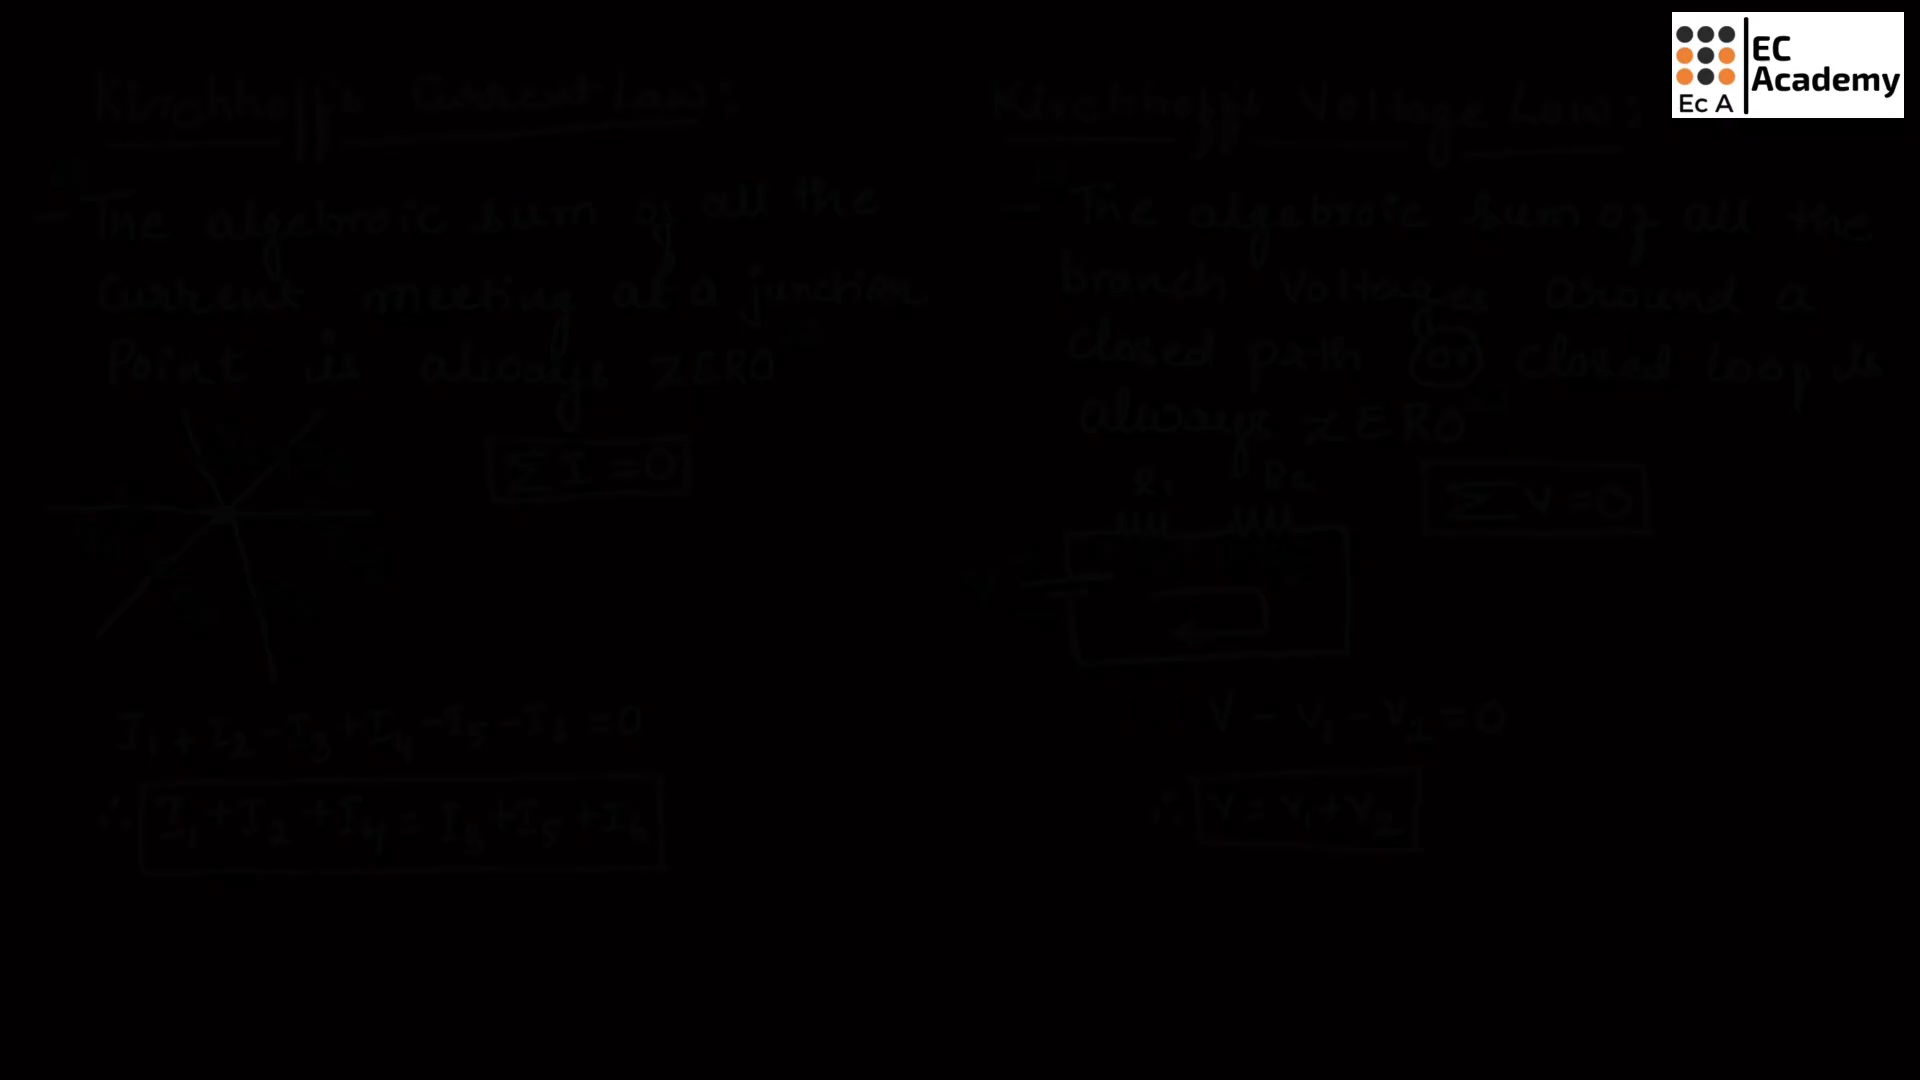 Kirchhoff's Current Law:
"The algebraic sum of all the
current meeting at a junction
Point is always ZERO"
ΣI = 0
I1 + I2 - I3 + I4 - I5 - I6 = 0
∴ I1 + I2 + I4 = I3 + I5 + I6
Kirchhoff's Voltage Law:
"The algebraic sum of all the
branch voltages around a
closed path or closed loop is
always ZERO"
ΣV = 0
R1 R2
V - V1 - V2 = 0
∴ V = V1 + V2
EC
Academy
Ec A